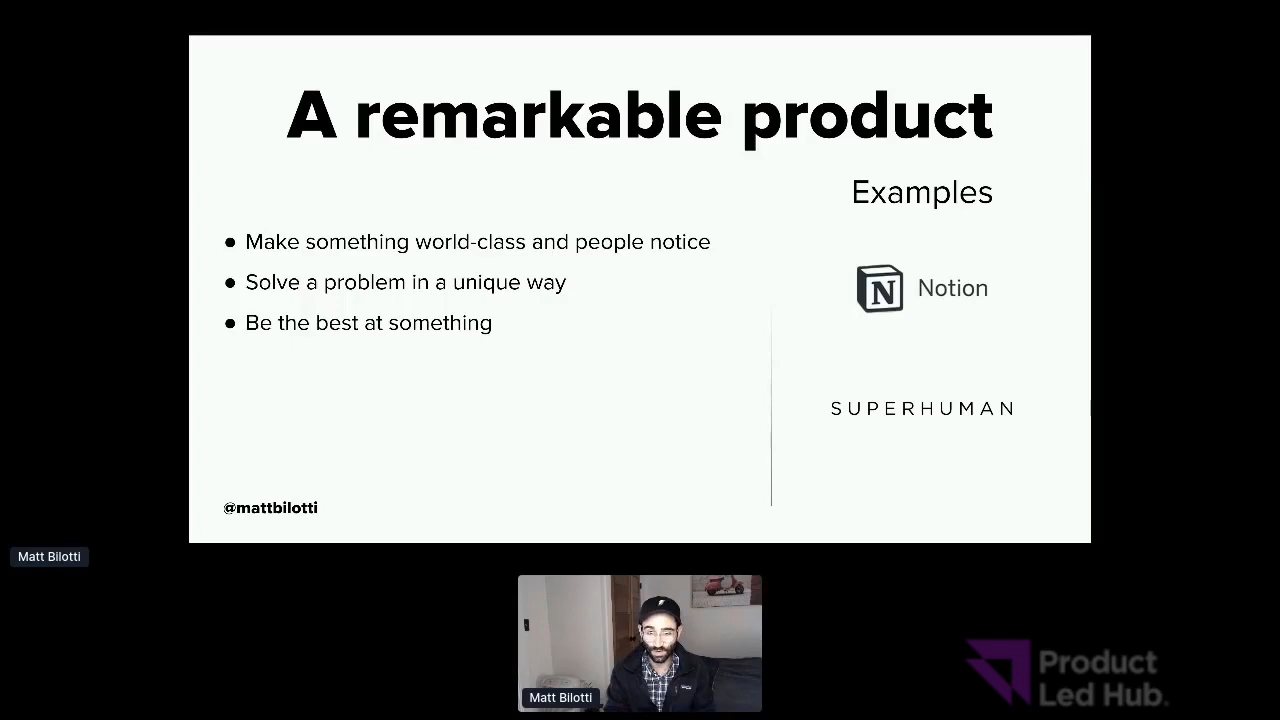 A remarkable product
Examples
● Make something world-class and people notice
● Solve a problem in a unique way
● Be the best at something
N Notion
SUPERHUMAN
@mattbilotti
Matt Bilotti
Matt Bilotti
Product
Led Hub.